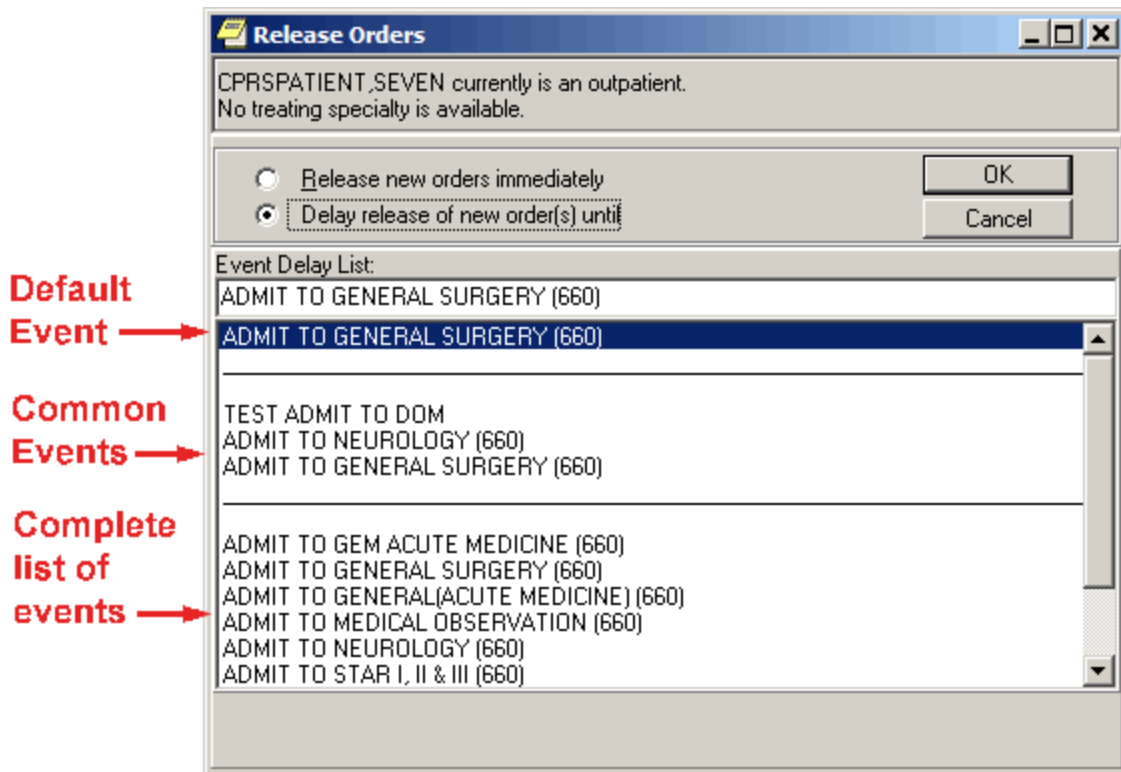 Release Orders
CPRSPATIENT,SEVEN currently is an outpatient.
No treating specialty is available.
Release new orders immediately
OK
Delay release of new order(s) until
Cancel
Event Delay List:
ADMIT TO GENERAL SURGERY (660)
Default
Event
ADMIT TO GENERAL SURGERY (660)
Common
Events
TEST ADMIT TO DOM
ADMIT TO NEUROLOGY (660)
ADMIT TO GENERAL SURGERY (660)
Complete
list of
events
ADMIT TO GEM ACUTE MEDICINE (660)
ADMIT TO GENERAL SURGERY (660)
ADMIT TO GENERAL(ACUTE MEDICINE) (660)
ADMIT TO MEDICAL OBSERVATION (660)
ADMIT TO NEUROLOGY (660)
ADMIT TO STAR I, II & III (660)